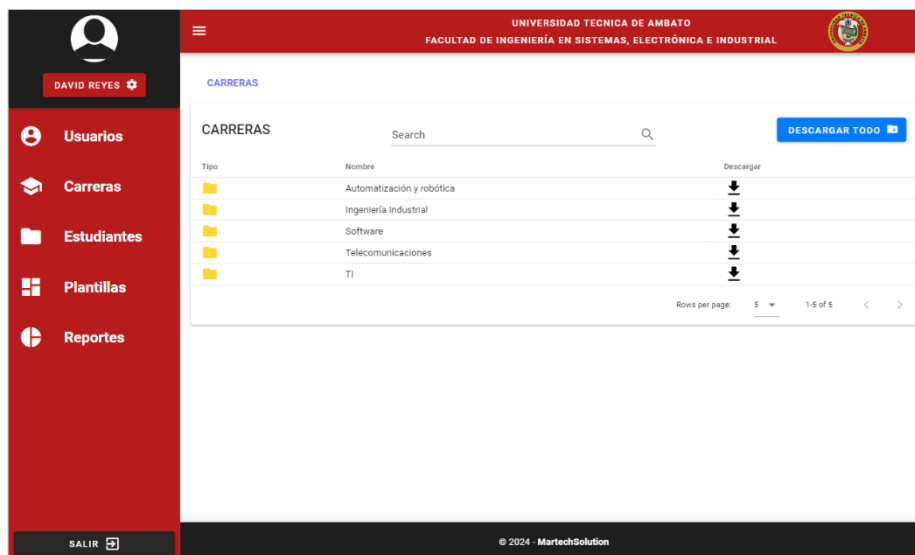 UNIVERSIDAD TECNICA DE AMBATO
FACULTAD DE INGENIERÍA EN SISTEMAS, ELECTRÓNICA E INDUSTRIAL
DAVID REYES
Usuarios
Carreras
Estudiantes
Plantillas
Reportes
SALIR
CARRERAS
CARRERAS
Search
DESCARGAR TODO
Tipo Nombre Descargar
Automatización y robótica
Ingeniería Industrial
Software
Telecomunicaciones
TI
Rows per page: 5 1-5 of 5
© 2024 - MartechSolution